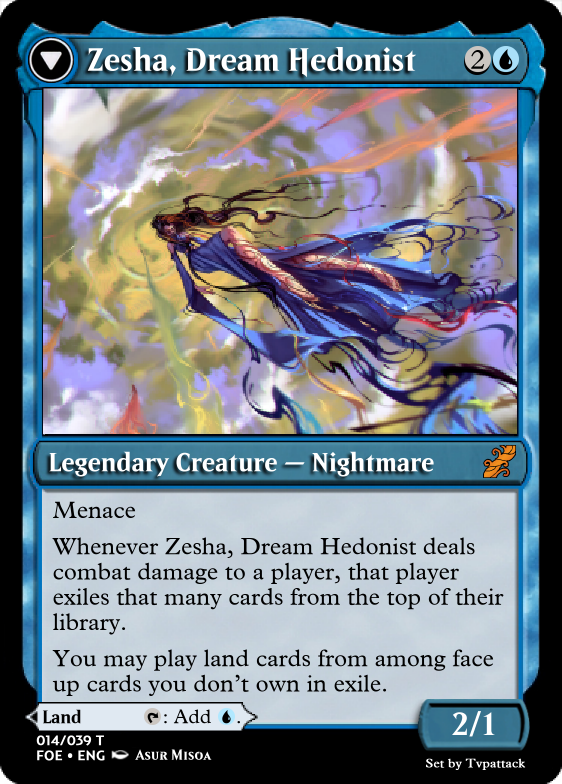 Zesha, Dream Hedonist 2
Legendary Creature — Nightmare
Menace
Whenever Zesha, Dream Hedonist deals
combat damage to a player, that player
exiles that many cards from the top of their
library.
You may play land cards from among face
up cards you don't own in exile.
Land : Add .
2/1
014/039 T
FOE • ENG Asur Misoa
Set by Tvpattack